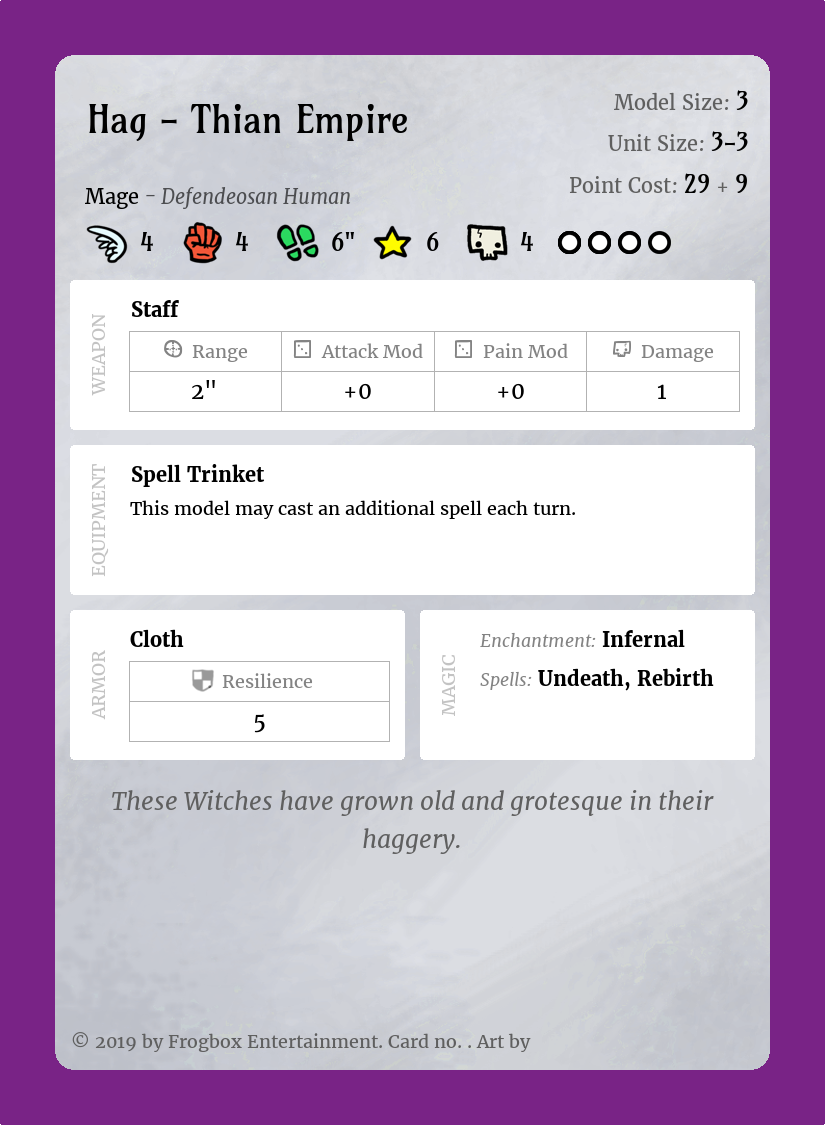 Hag – Thian Empire
Model Size: 3
Unit Size: 3–3
Point Cost: 29 + 9
Mage – Defendeosan Human
4 4 6" 6 4
WEAPON
Staff
Range Attack Mod Pain Mod Damage
2" +0 +0 1
EQUIPMENT
Spell Trinket
This model may cast an additional spell each turn.
ARMOR
Cloth
Resilience
5
MAGIC
Enchantment: Infernal
Spells: Undeath, Rebirth
These Witches have grown old and grotesque in their
haggery.
© 2019 by Frogbox Entertainment. Card no. . Art by